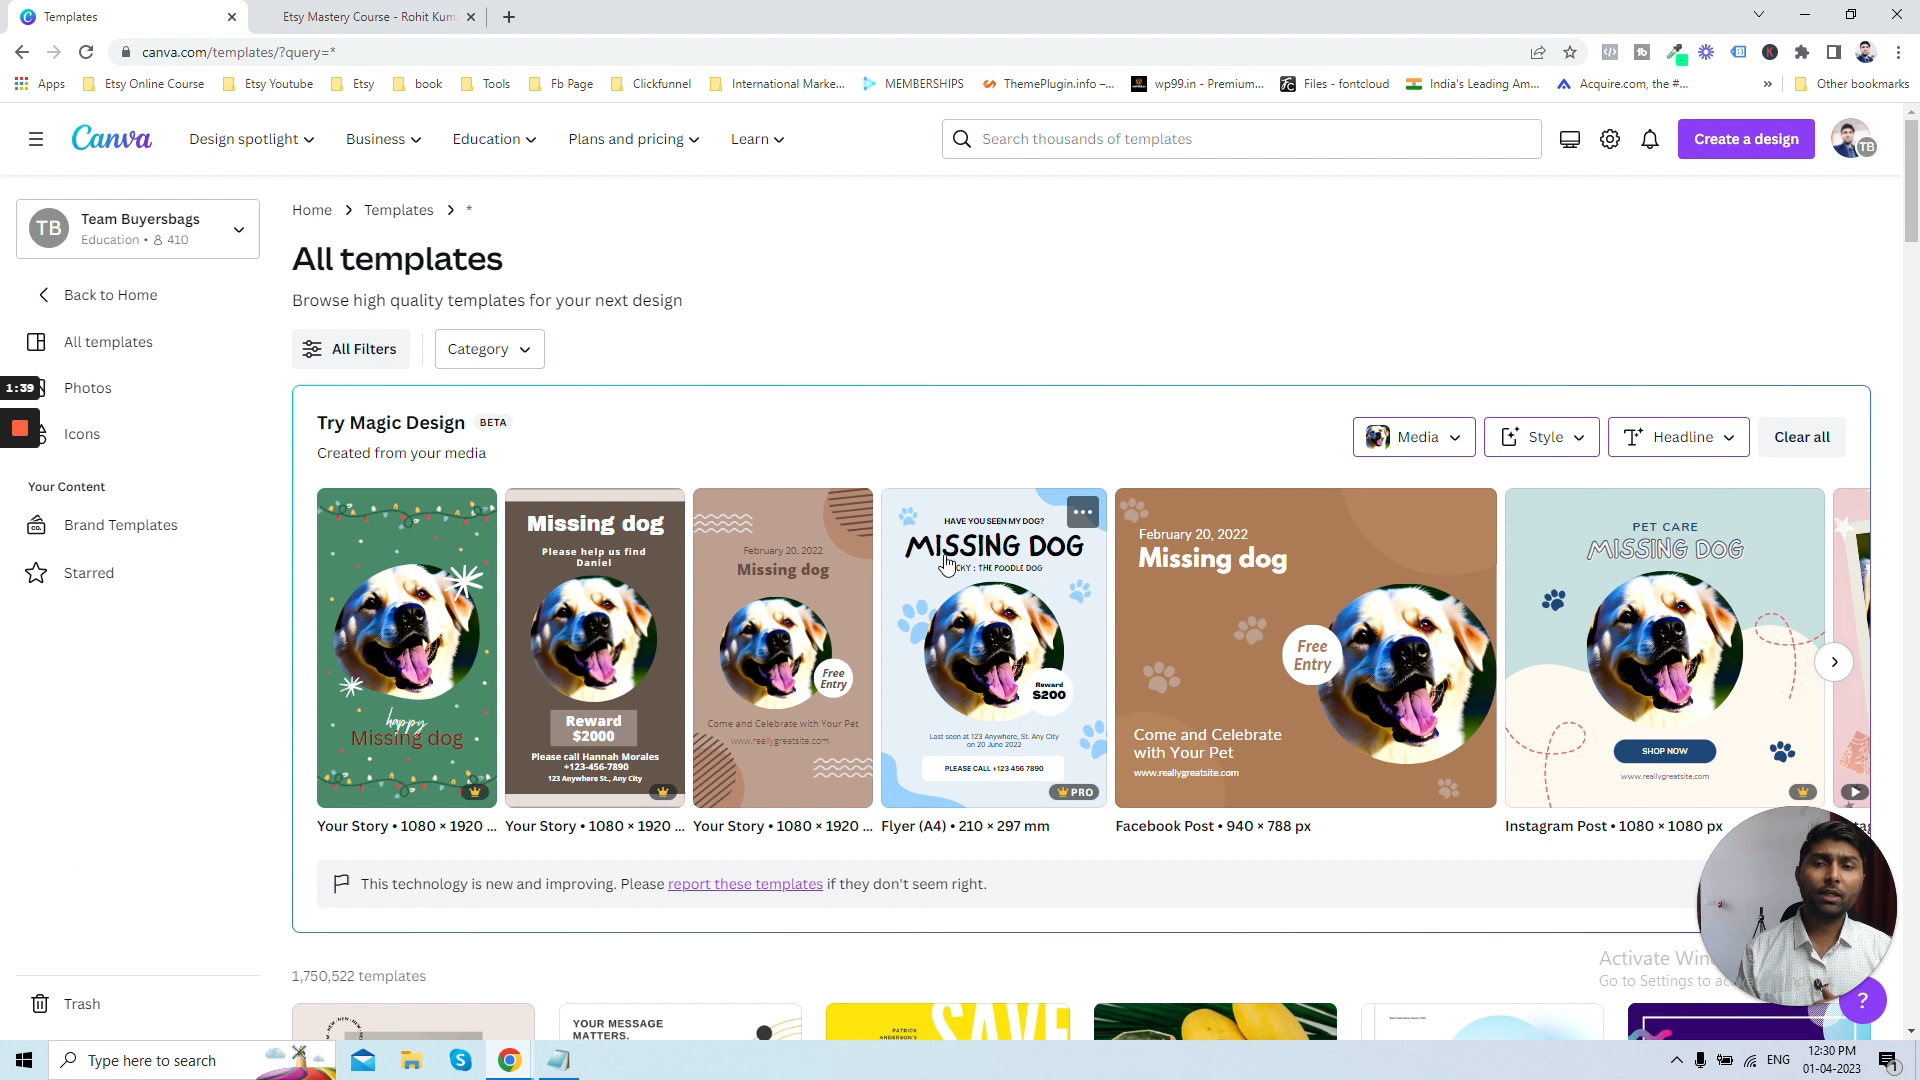 Templates
Etsy Mastery Course - Rohit Kum
canva.com/templates/?query=*
Apps
Etsy Online Course
Etsy Youtube
Etsy
book
Tools
Fb Page
Clickfunnel
International Marke...
MEMBERSHIPS
ThemePlugin.info –...
wp99.in - Premium...
Files - fontcloud
India's Leading Am...
Acquire.com, the #...
Other bookmarks
Canva
Design spotlight
Business
Education
Plans and pricing
Learn
Search thousands of templates
Create a design
TB
TB
Team Buyersbags
Education • 410
Back to Home
All templates
Photos
1:39
Icons
Your Content
Brand Templates
Starred
Trash
Home
Templates
*
All templates
Browse high quality templates for your next design
All Filters
Category
Try Magic Design BETA
Created from your media
Media
Style
Headline
Clear all
happy
Missing dog
Your Story • 1080 × 1920 ...
Missing dog
Please help us find
Daniel
Reward
$2000
Please call Hannah Morales
+123-456-7890
123 Anywhere St., Any City
Your Story • 1080 × 1920 ...
February 20, 2022
Missing dog
Free
Entry
Come and Celebrate with Your Pet
www.reallygreatsite.com
Your Story • 1080 × 1920 ...
HAVE YOU SEEN MY DOG?
MISSING DOG
CKY : THE POODLE DOG
Reward
$200
Last seen at 123 Anywhere, St. Any City
on 20 June 2022
PLEASE CALL +123 456 7890
PRO
Flyer (A4) • 210 × 297 mm
February 20, 2022
Missing dog
Free
Entry
Come and Celebrate
with Your Pet
www.reallygreatsite.com
Facebook Post • 940 × 788 px
PET CARE
MISSING DOG
SHOP NOW
www.reallygreatsite.com
Instagram Post • 1080 × 1080 px
This technology is new and improving. Please report these templates if they don't seem right.
1,750,522 templates
YOUR MESSAGE
MATTERS.
PATRICK
ANDERSON'S
SAVE
Activate Win
Go to Settings to ac
?
Type here to search
ENG
12:30 PM
01-04-2023
1